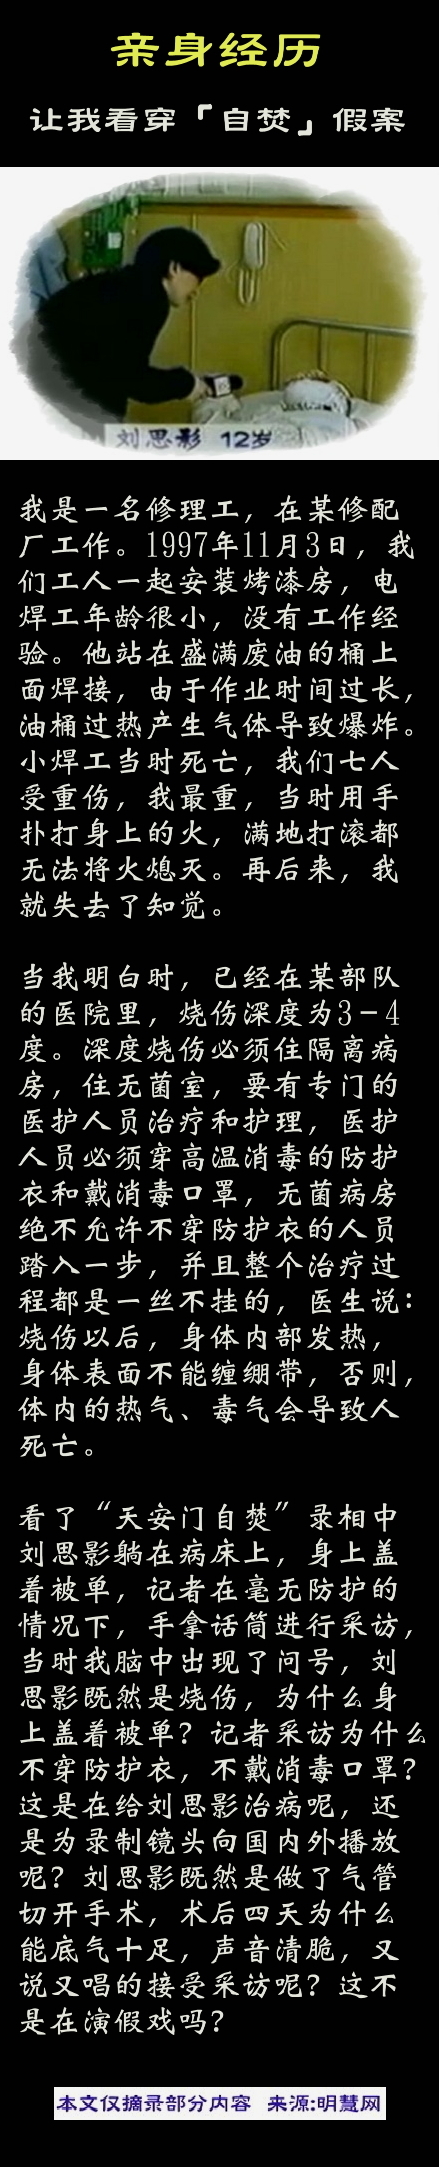 亲身经历
让我看穿「自焚」假案
刘思影 12岁
我是一名修理工，在某修配
厂工作。1997年11月3日，我
们工人一起安装烤漆房，电
焊工年龄很小，没有工作经
验。他站在盛满废油的桶上
面焊接，由于作业时间过长，
油桶过热产生气体导致爆炸。
小焊工当时死亡，我们七人
受重伤，我最重，当时用手
扑打身上的火，满地打滚都
无法将火熄灭。再后来，我
就失去了知觉。
当我明白时，已经在某部队
的医院里，烧伤深度为3-4
度。深度烧伤必须住隔离病
房，住无菌室，要有专门的
医护人员治疗和护理，医护
人员必须穿高温消毒的防护
衣和戴消毒口罩，无菌病房
绝不允许不穿防护衣的人员
踏入一步，并且整个治疗过
程都是一丝不挂的，医生说：
烧伤以后，身体内部发热，
身体表面不能缠绷带，否则，
体内的热气、毒气会导致人
死亡。
看了“天安门自焚”录相中
刘思影躺在病床上，身上盖
着被单，记者在毫无防护的
情况下，手拿话筒进行采访，
当时我脑中出现了问号，刘
思影既然是烧伤，为什么身
上盖着被单？记者采访为什么
不穿防护衣，不戴消毒口罩？
这是在给刘思影治病呢，还
是为录制镜头向国内外播放
呢？刘思影既然是做了气管
切开手术，术后四天为什么
能底气十足，声音清脆，又
说又唱的接受采访呢？这不
是在演假戏吗？
本文仅摘录部分内容 来源:明慧网